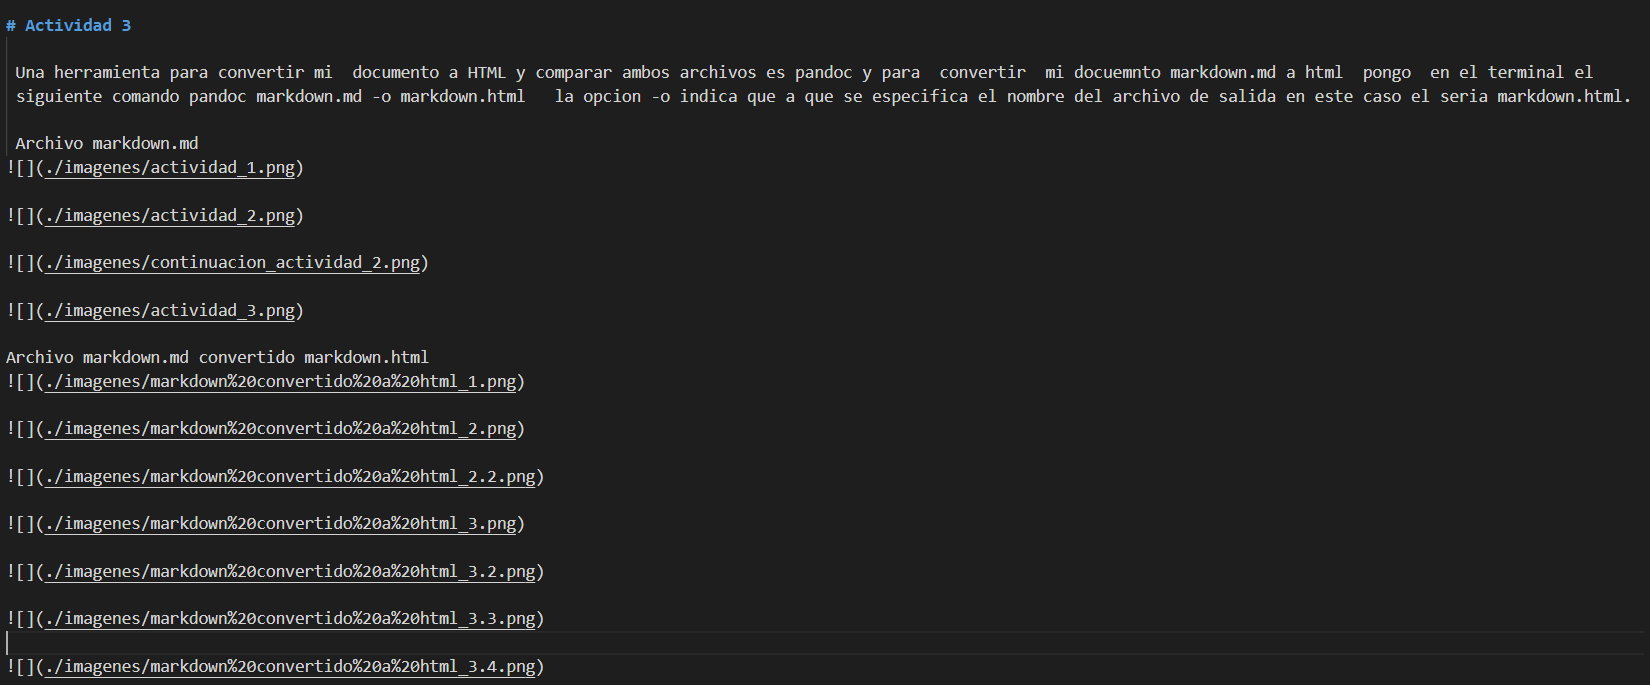 # Actividad 3
Una herramienta para convertir mi  documento a HTML y comparar ambos archivos es pandoc y para  convertir  mi docuemnto markdown.md a html  pongo  en el terminal el
siguiente comando pandoc markdown.md -o markdown.html   la opcion -o indica que a que se especifica el nombre del archivo de salida en este caso el seria markdown.html.
Archivo markdown.md
![](./imagenes/actividad_1.png)
![](./imagenes/actividad_2.png)
![](./imagenes/continuacion_actividad_2.png)
![](./imagenes/actividad_3.png)
Archivo markdown.md convertido markdown.html
![](./imagenes/markdown%20convertido%20a%20html_1.png)
![](./imagenes/markdown%20convertido%20a%20html_2.png)
![](./imagenes/markdown%20convertido%20a%20html_2.2.png)
![](./imagenes/markdown%20convertido%20a%20html_3.png)
![](./imagenes/markdown%20convertido%20a%20html_3.2.png)
![](./imagenes/markdown%20convertido%20a%20html_3.3.png)
![](./imagenes/markdown%20convertido%20a%20html_3.4.png)